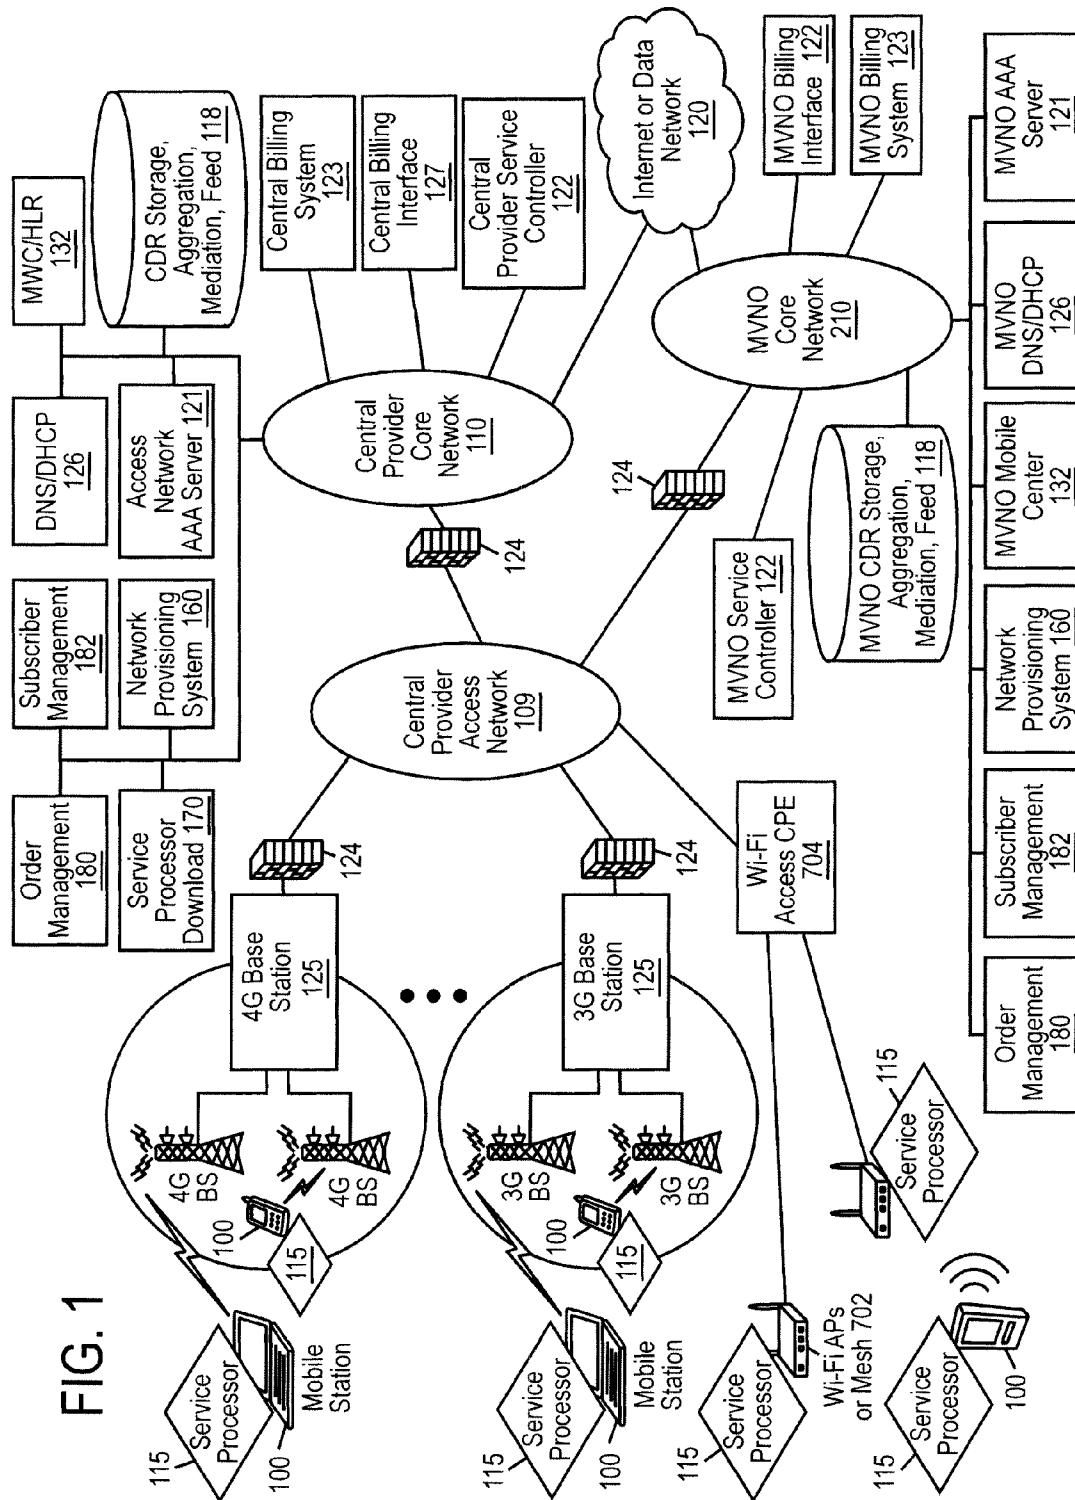 FIG. 1
Order
Management
180
Subscriber
Management
182
DNS/DHCP
126
MWC/HLR
132
Service
Processor
Download 170
Network
Provisioning
System 160
Access
Network
AAA Server 121
CDR Storage,
Aggregation,
Mediation, Feed 118
115
Service
Processor
100
Mobile
Station
4G
BS
4G
BS
100
115
4G Base
Station
125
124
Central
Provider
Access
Network
109
124
Central
Provider
Core
Network
110
Central Billing
System
123
Central Billing
Interface
127
Central
Provider Service
Controller
122
Internet or Data
Network
120
115
Service
Processor
100
Mobile
Station
3G
BS
3G
BS
100
115
3G Base
Station
125
124
124
MVNO
Core
Network
210
MVNO Billing
Interface 122
MVNO Billing
System 123
115
Service
Processor
Wi-Fi APs
or Mesh 702
Wi-Fi
Access CPE
704
MVNO Service
Controller 122
MVNO CDR Storage,
Aggregation,
Mediation, Feed 118
115
Service
Processor
100
115
Service
Processor
Order
Management
180
Subscriber
Management
182
Network
Provisioning
System 160
MVNO Mobile
Center
132
MVNO
DNS/DHCP
126
MVNO AAA
Server
121